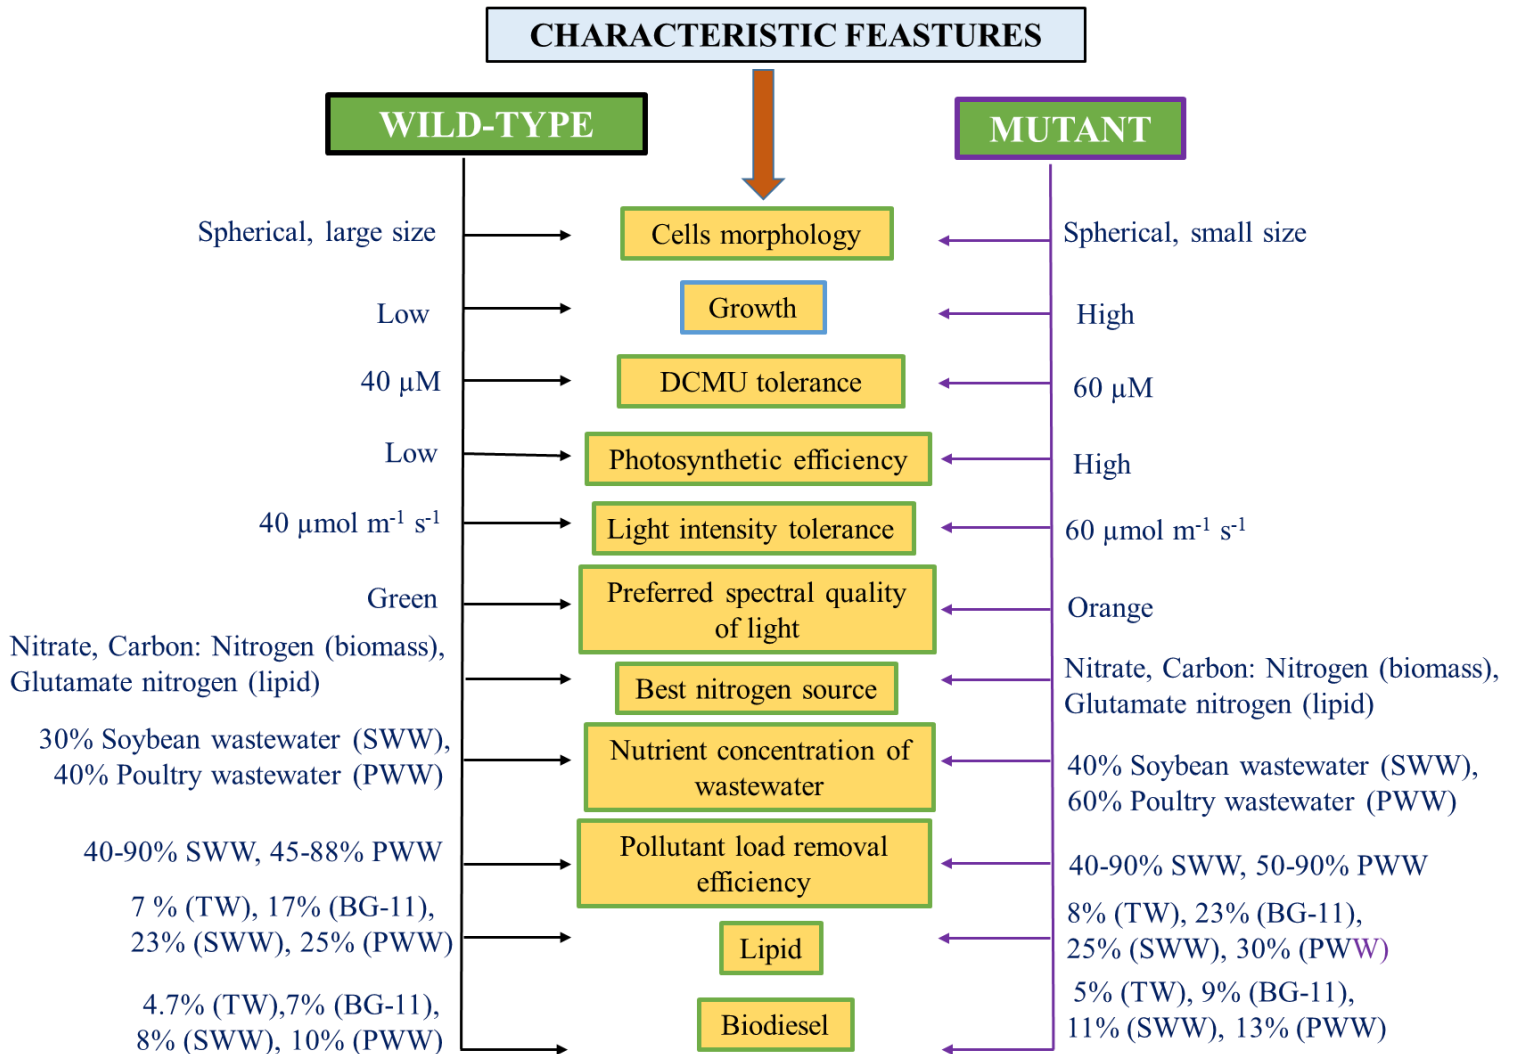 CHARACTERISTIC FEASTURES
WILD-TYPE
MUTANT
Spherical, large size
Cells morphology
Spherical, small size
Low
Growth
High
40 µM
DCMU tolerance
60 µM
Low
Photosynthetic efficiency
High
40 µmol m⁻¹ s⁻¹
Light intensity tolerance
60 µmol m⁻¹ s⁻¹
Green
Preferred spectral quality
of light
Orange
Nitrate, Carbon: Nitrogen (biomass),
Glutamate nitrogen (lipid)
Best nitrogen source
Nitrate, Carbon: Nitrogen (biomass),
Glutamate nitrogen (lipid)
30% Soybean wastewater (SWW),
40% Poultry wastewater (PWW)
Nutrient concentration of
wastewater
40% Soybean wastewater (SWW),
60% Poultry wastewater (PWW)
40-90% SWW, 45-88% PWW
Pollutant load removal
efficiency
40-90% SWW, 50-90% PWW
7 % (TW), 17% (BG-11),
23% (SWW), 25% (PWW)
Lipid
8% (TW), 23% (BG-11),
25% (SWW), 30% (PWW)
4.7% (TW),7% (BG-11),
8% (SWW), 10% (PWW)
Biodiesel
5% (TW), 9% (BG-11),
11% (SWW), 13% (PWW)